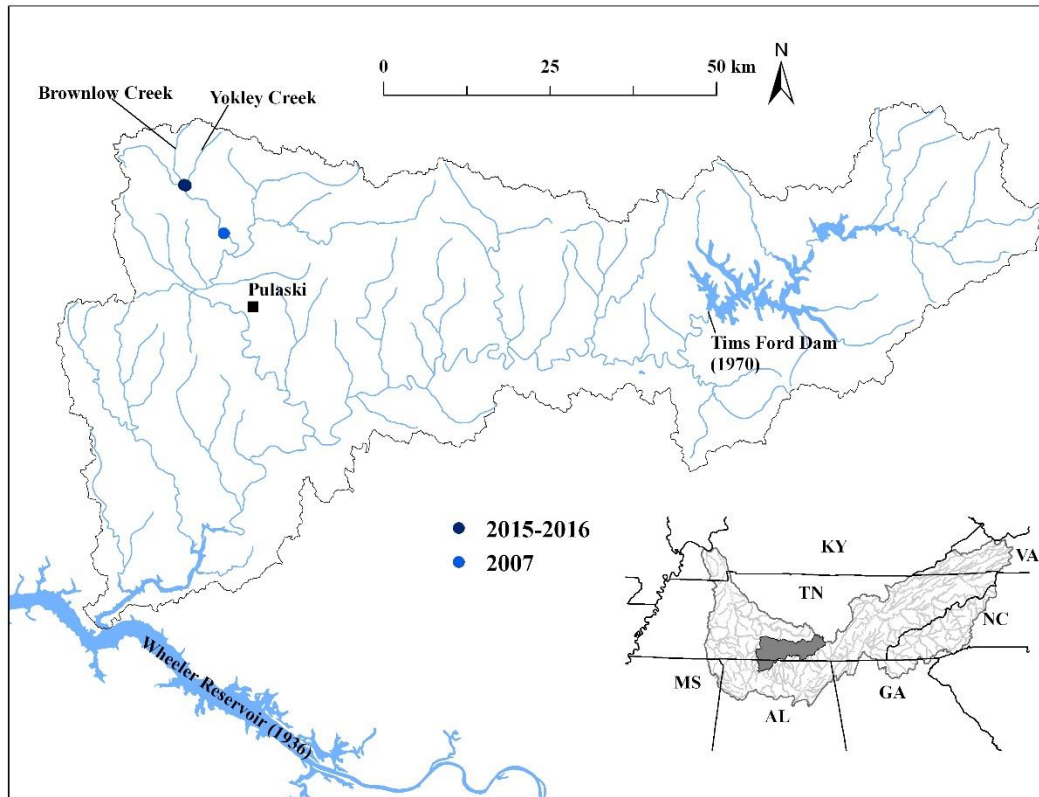 N
0 25 50 km
Brownlow Creek
Yokley Creek
Pulaski
Tims Ford Dam
(1970)
2015-2016
2007
KY
VA
TN
NC
MS
GA
AL
Wheeler Reservoir (1936)